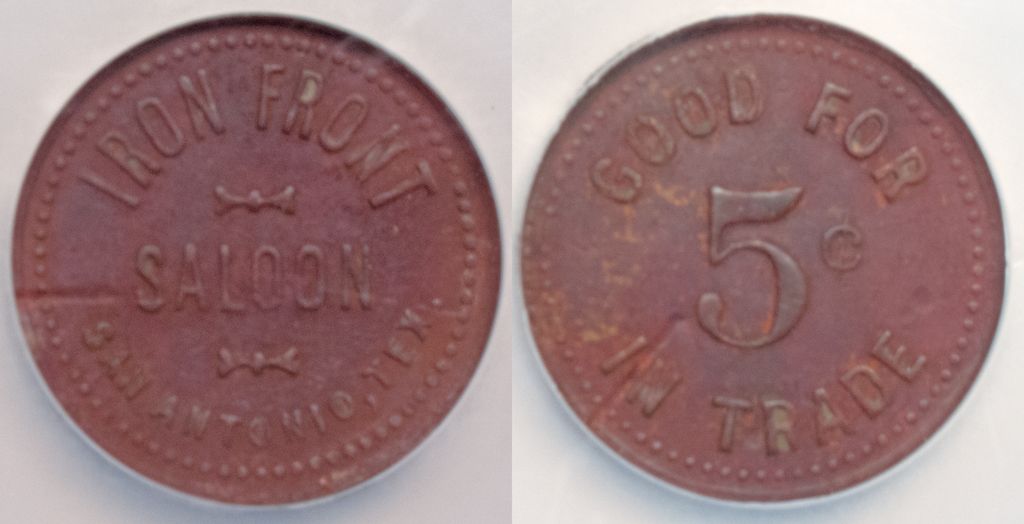 IRON FRONT
SALOON
SAN ANTONIO, TEX
GOOD FOR
5¢
IN TRADE